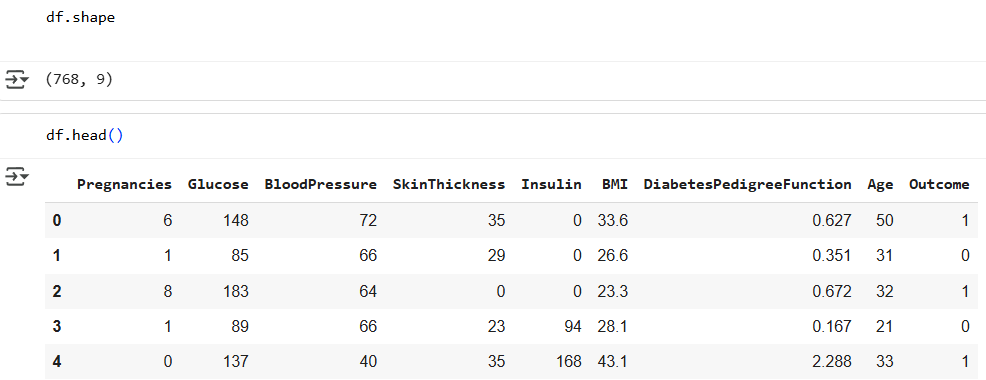 df.shape
(768, 9)
df.head()
Pregnancies Glucose BloodPressure SkinThickness Insulin BMI DiabetesPedigreeFunction Age Outcome
0 6 148 72 35 0 33.6 0.627 50 1
1 1 85 66 29 0 26.6 0.351 31 0
2 8 183 64 0 0 23.3 0.672 32 1
3 1 89 66 23 94 28.1 0.167 21 0
4 0 137 40 35 168 43.1 2.288 33 1